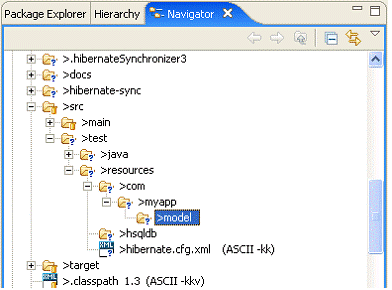 Package Explorer Hierarchy Navigator
>.hibernateSynchronizer3
>docs
>hibernate-sync
>src
>main
>test
>java
>resources
>com
>myapp
>model
>hsqldb
>hibernate.cfg.xml (ASCII -kk)
>target
>.classpath 1.3 (ASCII -kkv)